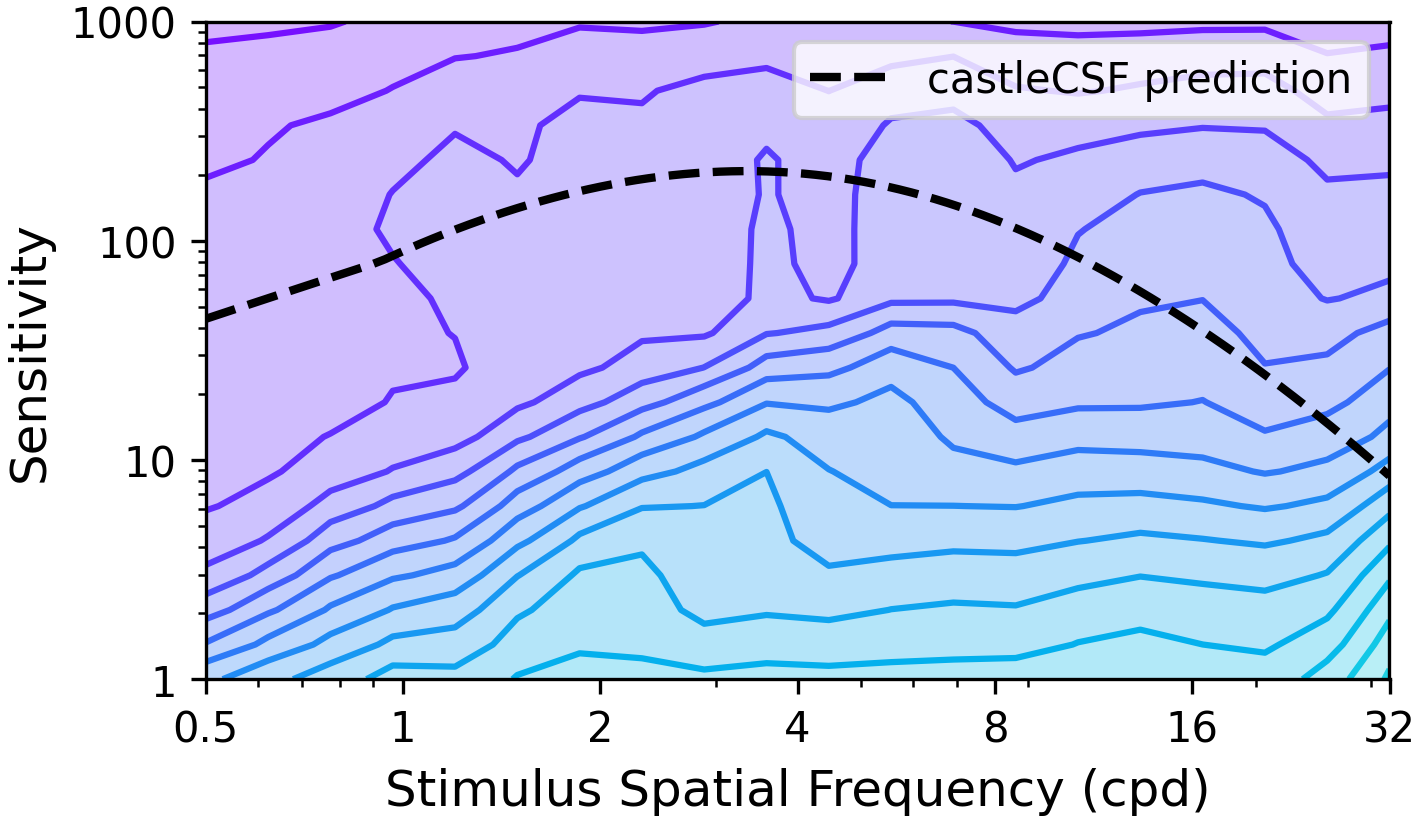 1000
100
10
1
Sensitivity
castleCSF prediction
0.5 1 2 4 8 16 32
Stimulus Spatial Frequency (cpd)